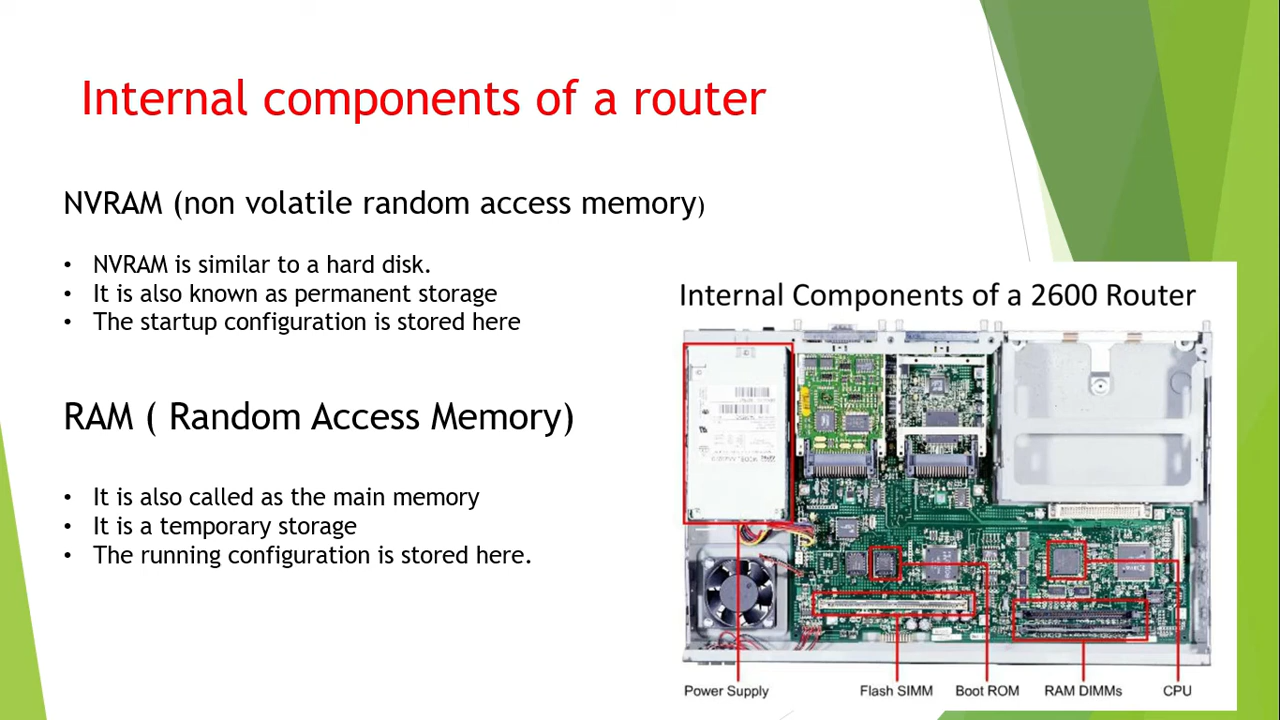 Internal components of a router
NVRAM (non volatile random access memory)
• NVRAM is similar to a hard disk.
• It is also known as permanent storage
• The startup configuration is stored here
RAM ( Random Access Memory)
• It is also called as the main memory
• It is a temporary storage
• The running configuration is stored here.
Internal Components of a 2600 Router
Power Supply
Flash SIMM
Boot ROM
RAM DIMMs
CPU